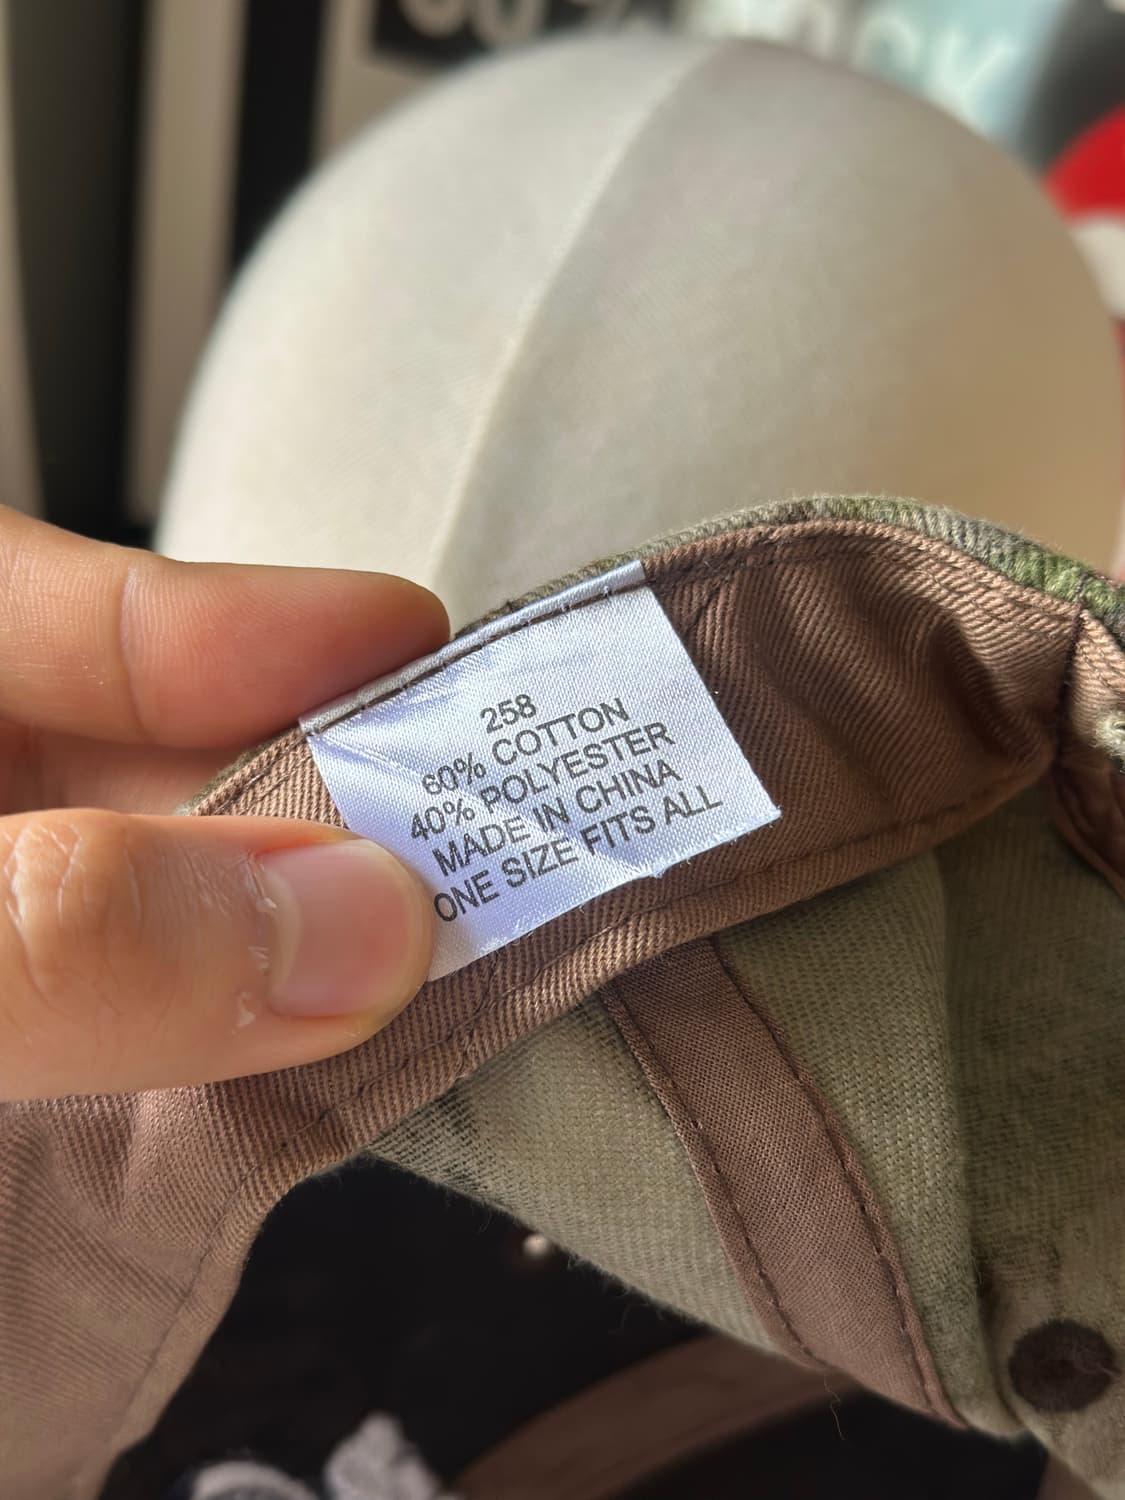 258
60% COTTON
40% POLYESTER
MADE IN CHINA
ONE SIZE FITS ALL